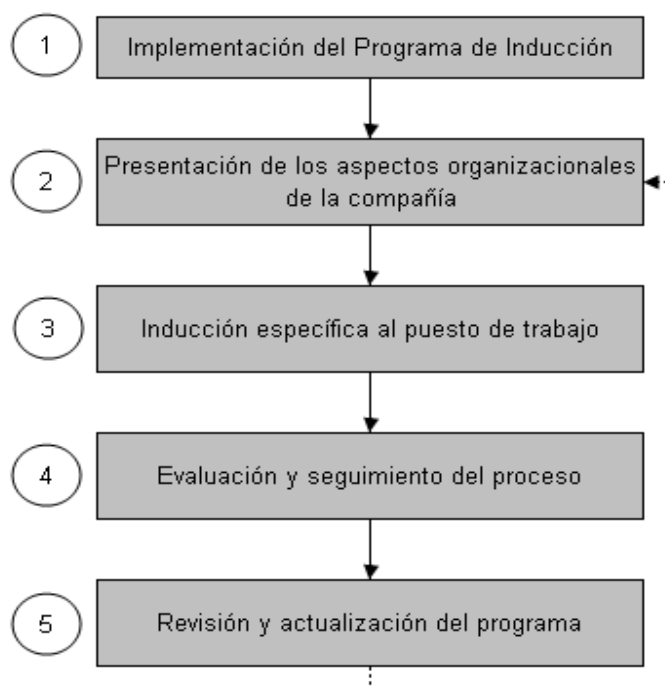 1
Implementación del Programa de Inducción
2
Presentación de los aspectos organizacionales
de la compañía
3
Inducción específica al puesto de trabajo
4
Evaluación y seguimiento del proceso
5
Revisión y actualización del programa